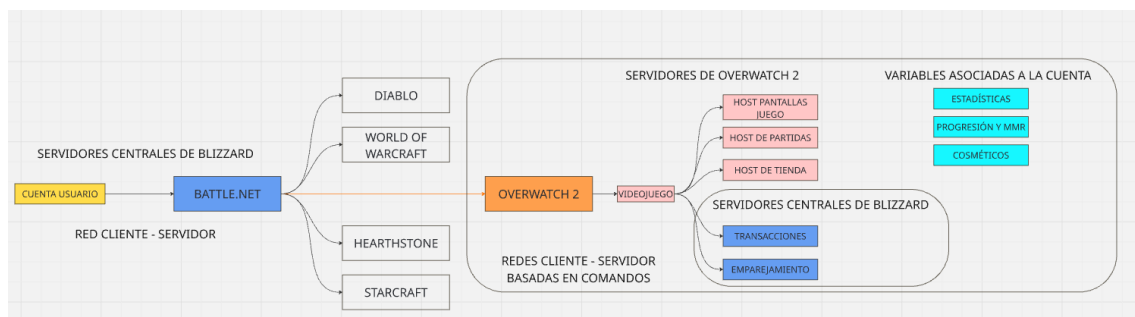 SERVIDORES DE OVERWATCH 2
VARIABLES ASOCIADAS A LA CUENTA
DIABLO
HOST PANTALLAS
JUEGO
ESTADÍSTICAS
WORLD OF
WARCRAFT
HOST DE PARTIDAS
PROGRESIÓN Y MMR
SERVIDORES CENTRALES DE BLIZZARD
HOST DE TIENDA
COSMÉTICOS
CUENTA USUARIO
BATTLE.NET
OVERWATCH 2
VIDEOJUEGO
SERVIDORES CENTRALES DE BLIZZARD
RED CLIENTE - SERVIDOR
HEARTHSTONE
TRANSACCIONES
REDES CLIENTE - SERVIDOR
BASADAS EN COMANDOS
EMPAREJAMIENTO
STARCRAFT